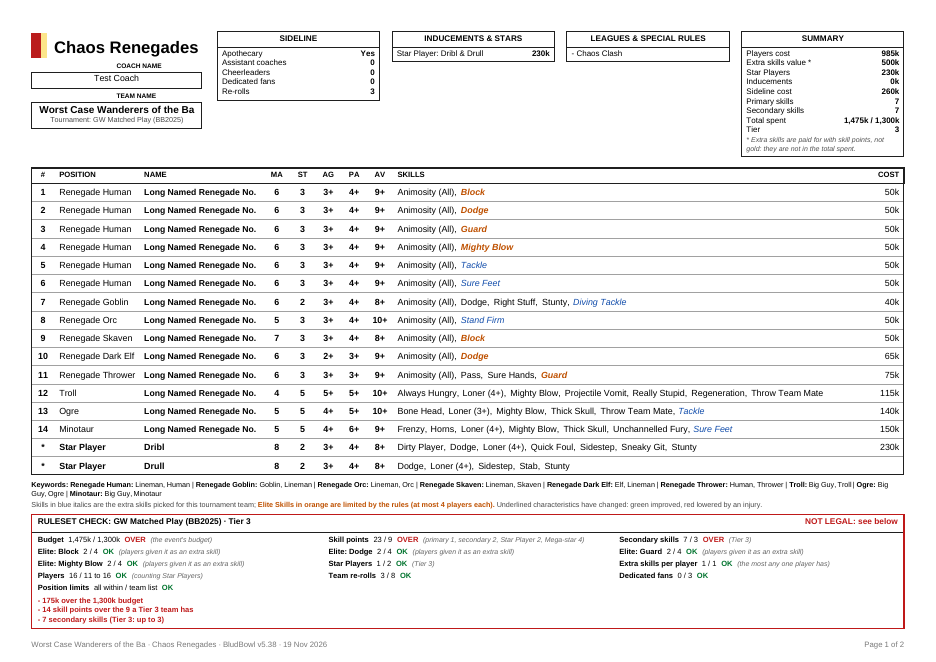 Chaos Renegades
COACH NAME
Test Coach
TEAM NAME
Worst Case Wanderers of the Ba
Tournament: GW Matched Play (BB2025)
SIDELINE
Apothecary Yes
Assistant coaches 0
Cheerleaders 0
Dedicated fans 0
Re-rolls 3
INDUCEMENTS & STARS
Star Player: Dribl & Drull 230k
LEAGUES & SPECIAL RULES
- Chaos Clash
SUMMARY
Players cost 985k
Extra skills value * 500k
Star Players 230k
Inducements 0k
Sideline cost 260k
Primary skills 7
Secondary skills 7
Total spent 1,475k / 1,300k
Tier 3
* Extra skills are paid for with skill points, not
gold: they are not in the total spent.
# POSITION NAME MA ST AG PA AV SKILLS COST
1 Renegade Human Long Named Renegade No. 6 3 3+ 4+ 9+ Animosity (All), Block 50k
2 Renegade Human Long Named Renegade No. 6 3 3+ 4+ 9+ Animosity (All), Dodge 50k
3 Renegade Human Long Named Renegade No. 6 3 3+ 4+ 9+ Animosity (All), Guard 50k
4 Renegade Human Long Named Renegade No. 6 3 3+ 4+ 9+ Animosity (All), Mighty Blow 50k
5 Renegade Human Long Named Renegade No. 6 3 3+ 4+ 9+ Animosity (All), Tackle 50k
6 Renegade Human Long Named Renegade No. 6 3 3+ 4+ 9+ Animosity (All), Sure Feet 50k
7 Renegade Goblin Long Named Renegade No. 6 2 3+ 4+ 8+ Animosity (All), Dodge, Right Stuff, Stunty, Diving Tackle 40k
8 Renegade Orc Long Named Renegade No. 5 3 3+ 4+ 10+ Animosity (All), Stand Firm 50k
9 Renegade Skaven Long Named Renegade No. 7 3 3+ 4+ 8+ Animosity (All), Block 50k
10 Renegade Dark Elf Long Named Renegade No. 6 3 2+ 3+ 9+ Animosity (All), Dodge 65k
11 Renegade Thrower Long Named Renegade No. 6 3 3+ 3+ 9+ Animosity (All), Pass, Sure Hands, Guard 75k
12 Troll Long Named Renegade No. 4 5 5+ 5+ 10+ Always Hungry, Loner (4+), Mighty Blow, Projectile Vomit, Really Stupid, Regeneration, Throw Team Mate 115k
13 Ogre Long Named Renegade No. 5 5 4+ 5+ 10+ Bone Head, Loner (3+), Mighty Blow, Thick Skull, Throw Team Mate, Tackle 140k
14 Minotaur Long Named Renegade No. 5 5 4+ 6+ 9+ Frenzy, Horns, Loner (4+), Mighty Blow, Thick Skull, Unchannelled Fury, Sure Feet 150k
* Star Player Dribl 8 2 3+ 4+ 8+ Dirty Player, Dodge, Loner (4+), Quick Foul, Sidestep, Sneaky Git, Stunty 230k
* Star Player Drull 8 2 3+ 4+ 8+ Dodge, Loner (4+), Sidestep, Stab, Stunty
Keywords: Renegade Human: Lineman, Human | Renegade Goblin: Goblin, Lineman | Renegade Orc: Lineman, Orc | Renegade Skaven: Lineman, Skaven | Renegade Dark Elf: Elf, Lineman | Renegade Thrower: Human, Thrower | Troll: Big Guy, Troll | Ogre: Big
Guy, Ogre | Minotaur: Big Guy, Minotaur
Skills in blue italics are the extra skills picked for this tournament team; Elite Skills in orange are limited by the rules (at most 4 players each). Underlined characteristics have changed: green improved, red lowered by an injury.
RULESET CHECK: GW Matched Play (BB2025) · Tier 3 NOT LEGAL: see below
Budget 1,475k / 1,300k OVER (the event's budget) Skill points 23 / 9 OVER (primary 1, secondary 2, Star Player 2, Mega-star 4) Secondary skills 7 / 3 OVER (Tier 3)
Elite: Block 2 / 4 OK (players given it as an extra skill) Elite: Dodge 2 / 4 OK (players given it as an extra skill) Elite: Guard 2 / 4 OK (players given it as an extra skill)
Elite: Mighty Blow 2 / 4 OK (players given it as an extra skill) Star Players 1 / 2 OK (Tier 3) Extra skills per player 1 / 1 OK (the most any one player has)
Players 16 / 11 to 16 OK (counting Star Players) Team re-rolls 3 / 8 OK Dedicated fans 0 / 3 OK
Position limits all within / team list OK
- 175k over the 1,300k budget
- 14 skill points over the 9 a Tier 3 team has
- 7 secondary skills (Tier 3: up to 3)
Worst Case Wanderers of the Ba · Chaos Renegades · BludBowl v5.38 · 19 Nov 2026 Page 1 of 2